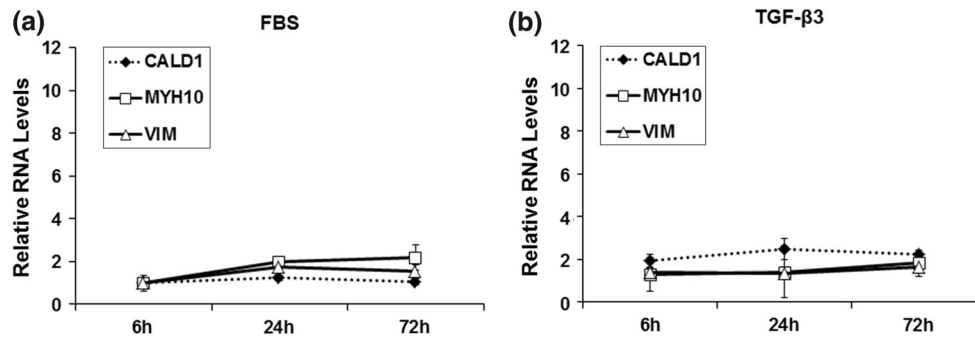 (a)
FBS
Relative RNA Levels
12
10
8
6
4
2
0
CALD1
MYH10
VIM
6h 24h 72h
(b)
TGF-β3
Relative RNA Levels
12
10
8
6
4
2
0
CALD1
MYH10
VIM
6h 24h 72h